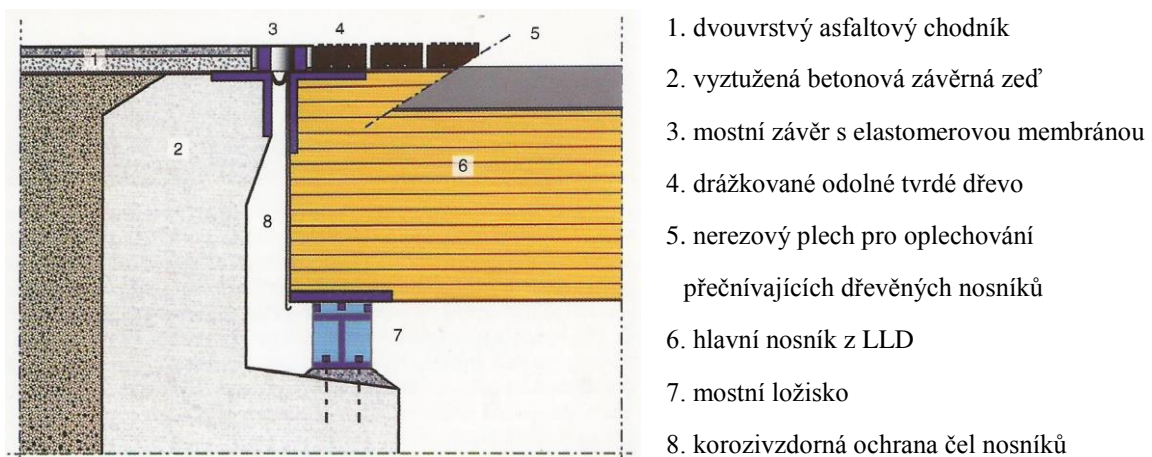 3
4
5
1
2
6
8
7
1. dvouvrstvý asfaltový chodník
2. vyztužená betonová závěrná zeď
3. mostní závěr s elastomerovou membránou
4. drážkované odolné tvrdé dřevo
5. nerezový plech pro oplechování
přečnívajících dřevěných nosníků
6. hlavní nosník z LLD
7. mostní ložisko
8. korozivzdorná ochrana čel nosníků